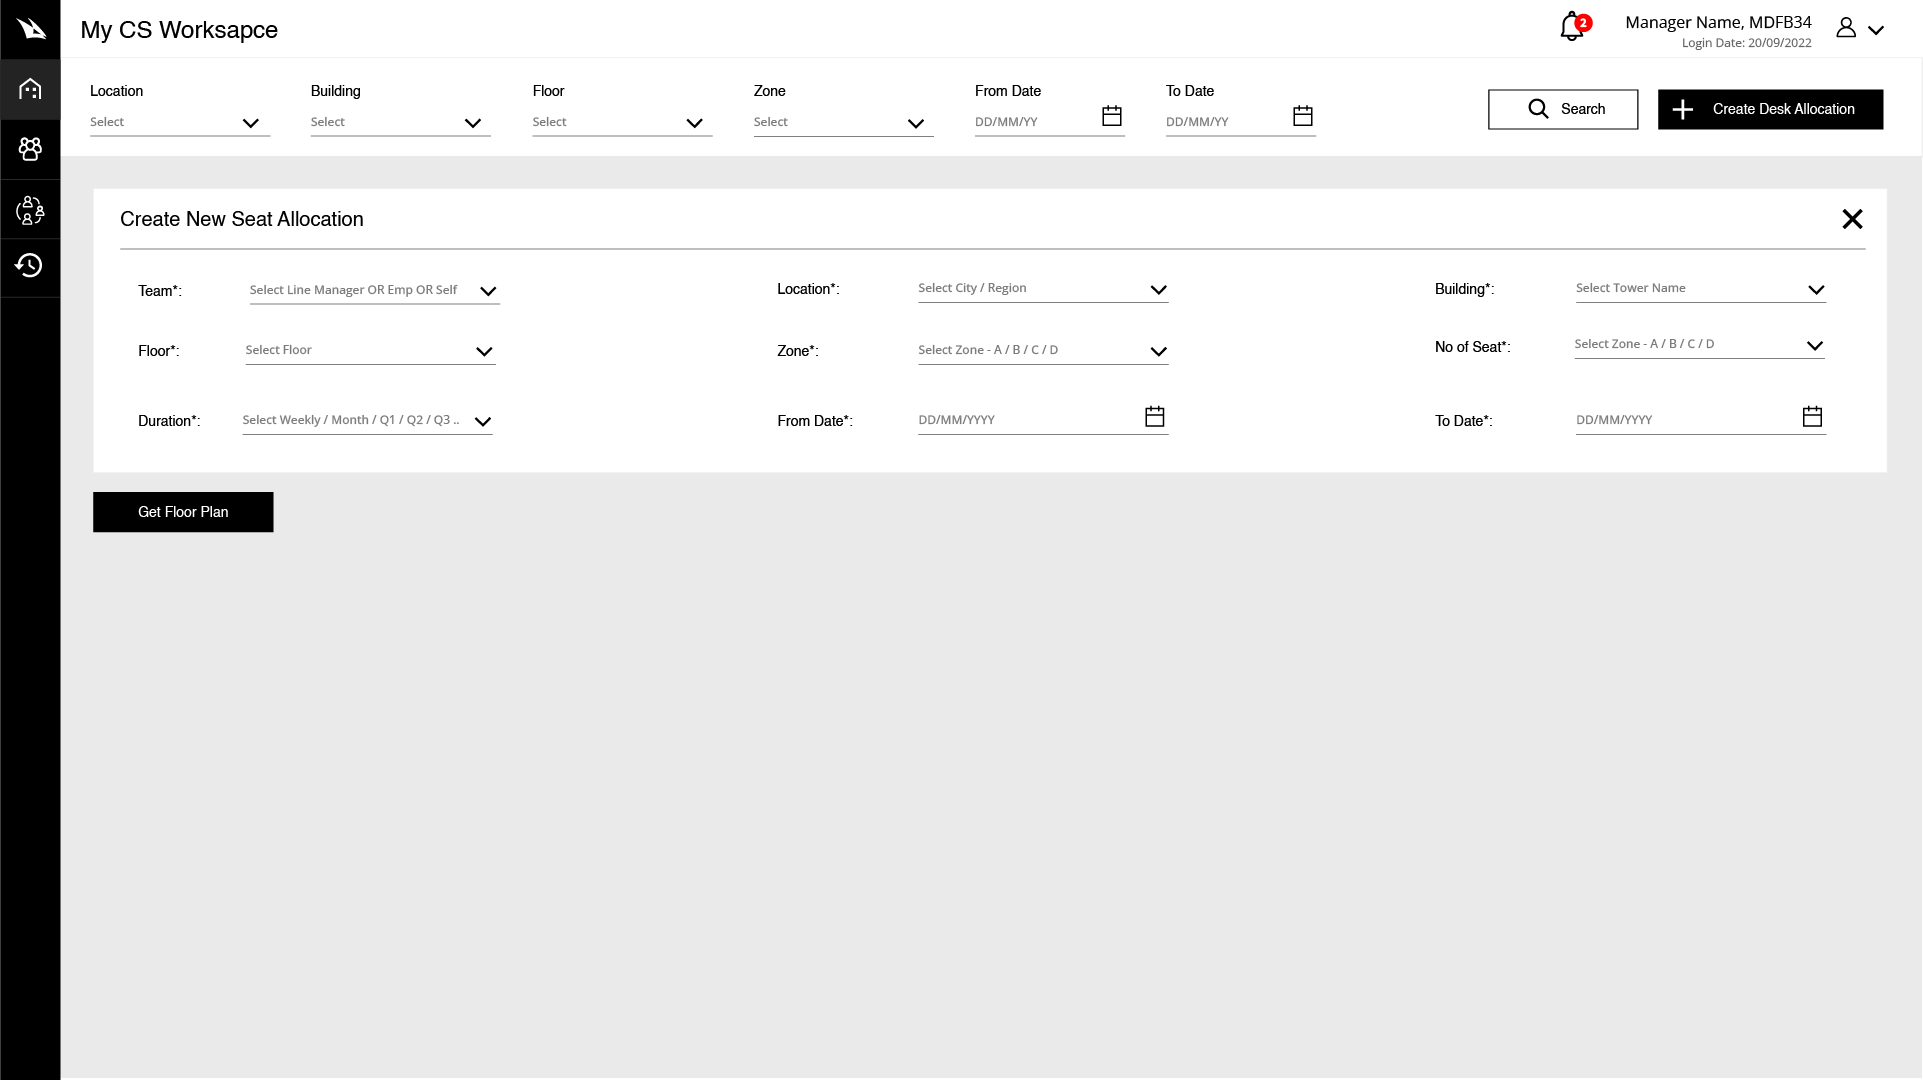 My CS Worksapce
2
Manager Name, MDFB34
Login Date: 20/09/2022
Location
Building
Floor
Zone
From Date
To Date
Select
Select
Select
Select
DD/MM/YY
DD/MM/YY
Search
Create Desk Allocation
Create New Seat Allocation
Team*:
Select Line Manager OR Emp OR Self
Location*:
Select City / Region
Building*:
Select Tower Name
Floor*:
Select Floor
Zone*:
Select Zone - A / B / C / D
No of Seat*:
Select Zone - A / B / C / D
Duration*:
Select Weekly / Month / Q1 / Q2 / Q3 ..
From Date*:
DD/MM/YYYY
To Date*:
DD/MM/YYYY
Get Floor Plan